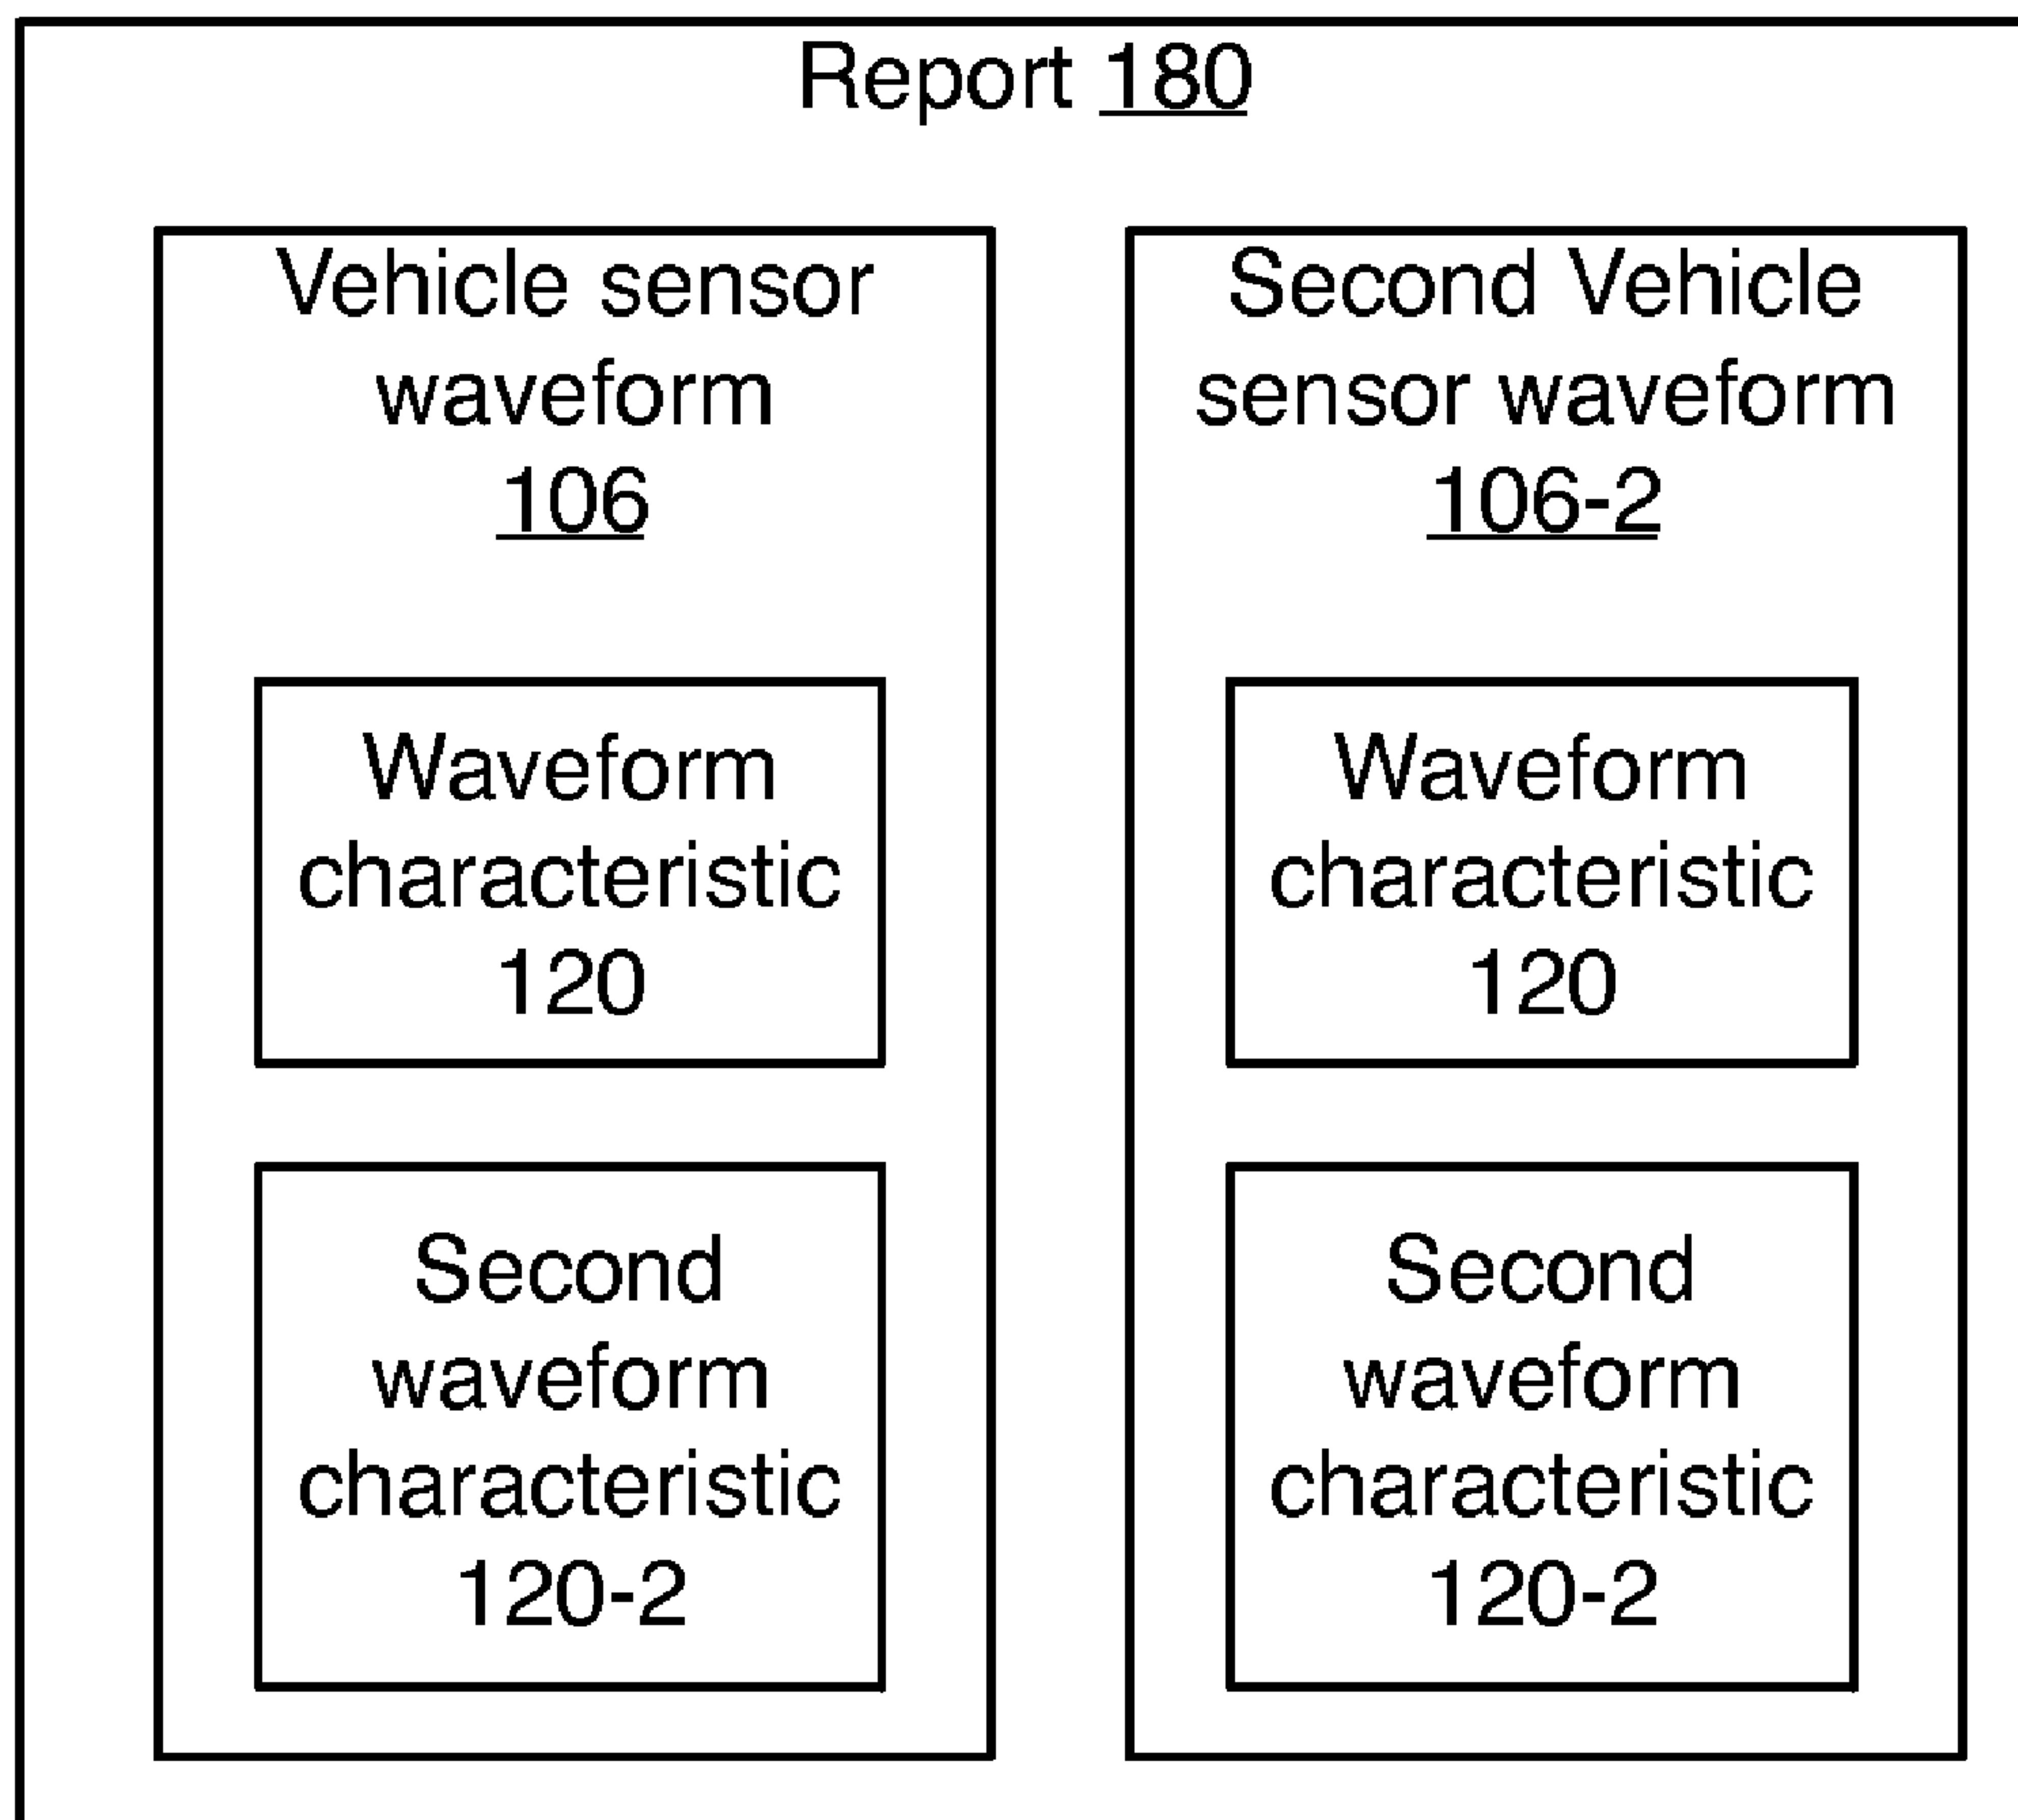 Report 180
Vehicle sensor
waveform
106
Waveform
characteristic
120
Second
waveform
characteristic
120-2
Second Vehicle
sensor waveform
106-2
Waveform
characteristic
120
Second
waveform
characteristic
120-2